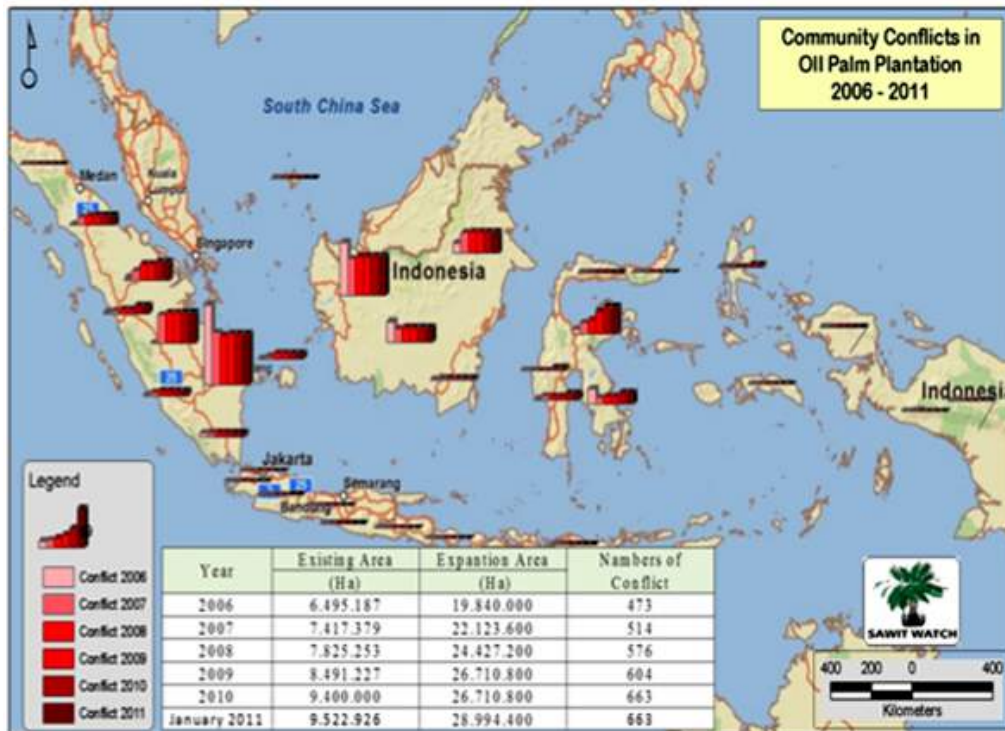 Community Conflicts in
Oil Palm Plantation
2006 - 2011
South China Sea
Medan
Kuala
Lumpur
25
Singapore
Indonesia
25
Indonesia
Jakarta
Semarang
25
Bandung
Legend
Conflict 2006
Conflict 2007
Conflict 2008
Conflict 2009
Conflict 2010
Conflict 2011
Year Existing Area (Ha) Expantion Area (Ha) Nambers of Conflict
2006 6.495.187 19.840.000 473
2007 7.417.379 22.123.600 514
2008 7.825.253 24.427.200 576
2009 8.491.227 26.710.800 604
2010 9.400.000 26.710.800 663
January 2011 9.522.926 28.994.400 663
SAWIT WATCH
400 200 0 400
Kilometers